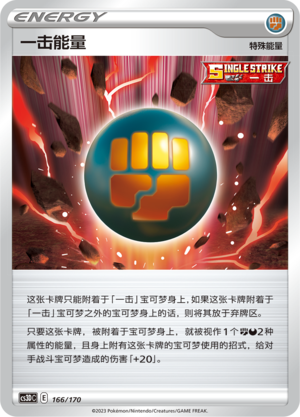 ENERGY
一击能量
特殊能量
SINGLE STRIKE
一击
这张卡牌只能附着于「一击」宝可梦身上，如果这张卡牌附着于
「一击」宝可梦之外的宝可梦身上的话，则将其放于弃牌区。
只要这张卡牌，被附着于宝可梦身上，就被视作1个2种
属性的能量，且身上附有这张卡牌的宝可梦使用的招式，给对
手战斗宝可梦造成的伤害「+20」。
CS3D C E 166/170
©2023 Pokémon/Nintendo/Creatures/GAME FREAK.